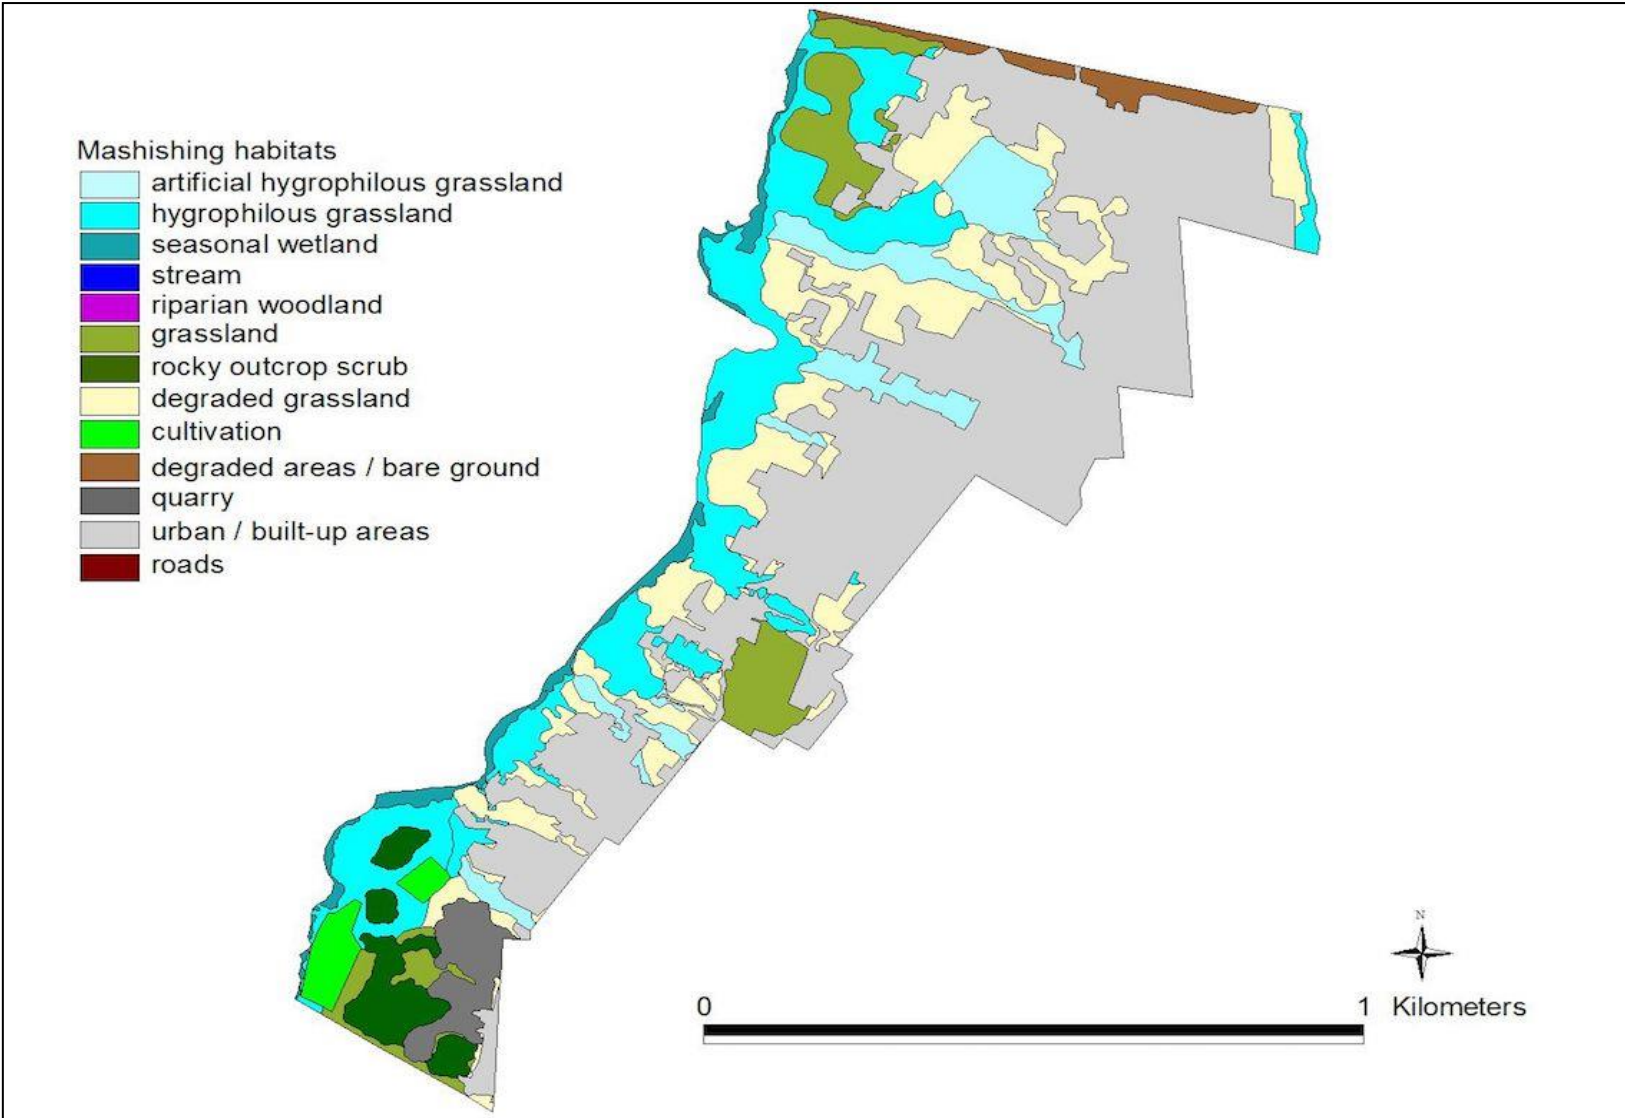 Mashishing habitats
artificial hygrophilous grassland
hygrophilous grassland
seasonal wetland
stream
riparian woodland
grassland
rocky outcrop scrub
degraded grassland
cultivation
degraded areas / bare ground
quarry
urban / built-up areas
roads
N
0 1 Kilometers